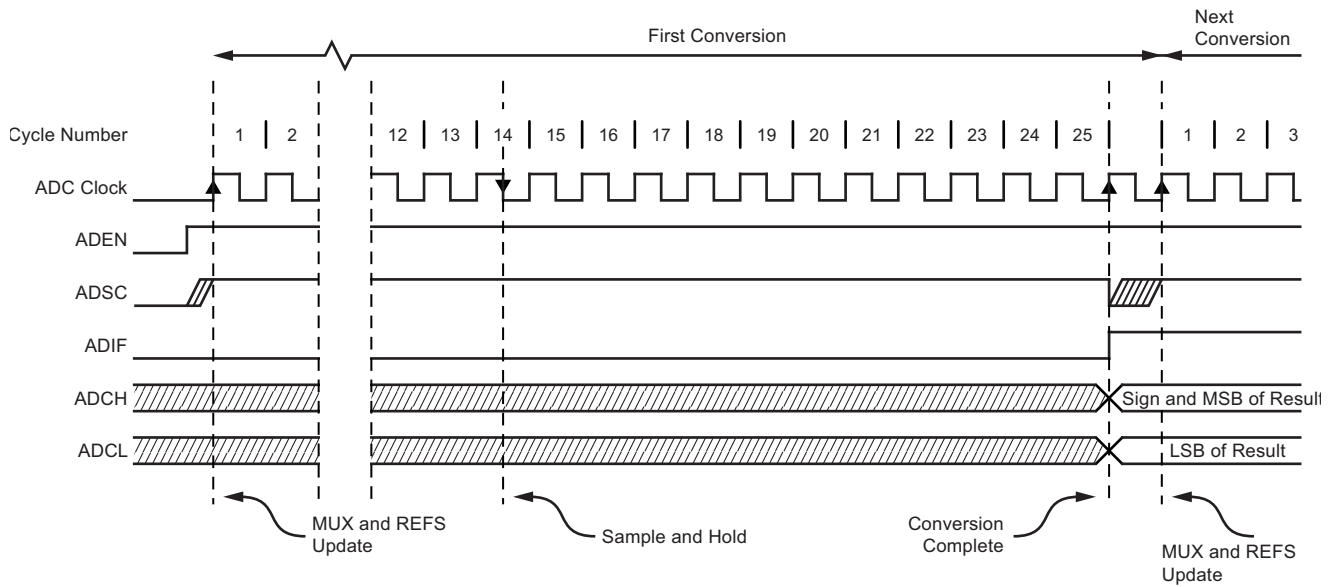 Next
Conversion
First Conversion
Cycle Number 1 2 12 13 14 15 16 17 18 19 20 21 22 23 24 25 1 2 3
ADC Clock
ADEN
ADSC
ADIF
ADCH Sign and MSB of Result
ADCL LSB of Result
MUX and REFS
Update
Sample and Hold
Conversion
Complete
MUX and REFS
Update